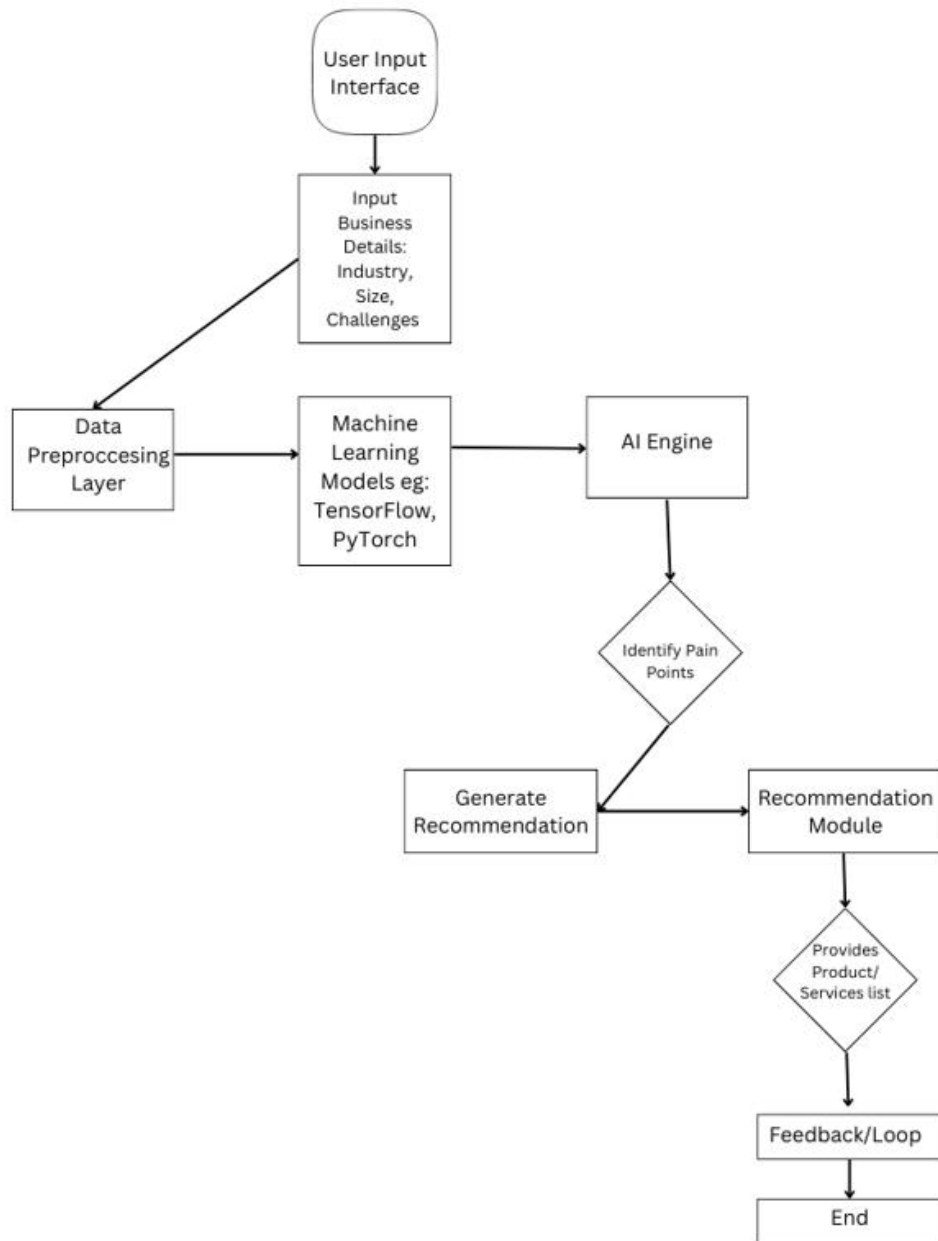 User Input
Interface
Input
Business
Details:
Industry,
Size,
Challenges
Data
Preproccesing
Layer
Machine
Learning
Models eg:
TensorFlow,
PyTorch
AI Engine
Identify Pain
Points
Generate
Recommendation
Recommendation
Module
Provides
Product/
Services list
Feedback/Loop
End